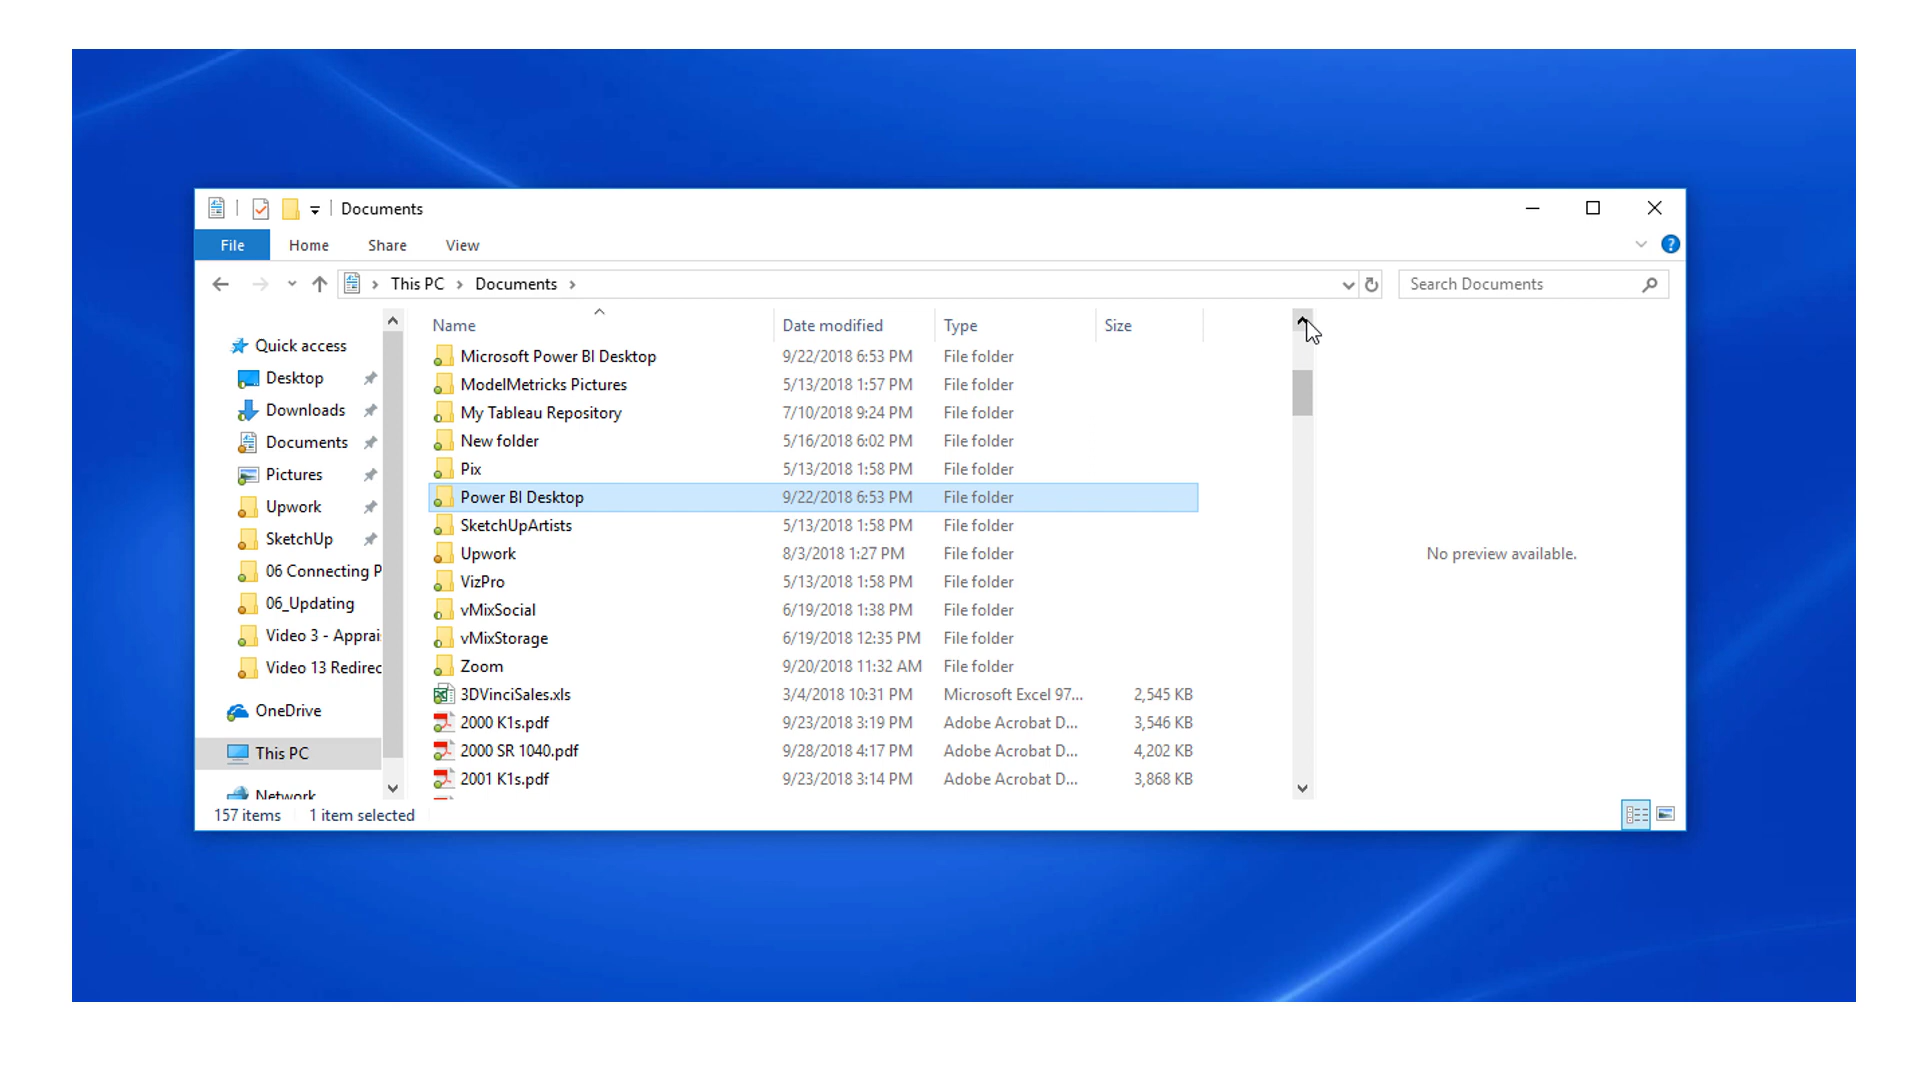 Documents
File Home Share View
This PC Documents Search Documents
Name Date modified Type Size
Quick access
Desktop
Downloads
Documents
Pictures
Upwork
SketchUp
06 Connecting P
06_Updating
Video 3 - Apprai
Video 13 Redirec
OneDrive
This PC
Network
Microsoft Power BI Desktop 9/22/2018 6:53 PM File folder
ModelMetricks Pictures 5/13/2018 1:57 PM File folder
My Tableau Repository 7/10/2018 9:24 PM File folder
New folder 5/16/2018 6:02 PM File folder
Pix 5/13/2018 1:58 PM File folder
Power BI Desktop 9/22/2018 6:53 PM File folder
SketchUpArtists 5/13/2018 1:58 PM File folder
Upwork 8/3/2018 1:27 PM File folder
VizPro 5/13/2018 1:58 PM File folder
vMixSocial 6/19/2018 1:38 PM File folder
vMixStorage 6/19/2018 12:35 PM File folder
Zoom 9/20/2018 11:32 AM File folder
3DVinciSales.xls 3/4/2018 10:31 PM Microsoft Excel 97... 2,545 KB
2000 K1s.pdf 9/23/2018 3:19 PM Adobe Acrobat D... 3,546 KB
2000 SR 1040.pdf 9/28/2018 4:17 PM Adobe Acrobat D... 4,202 KB
2001 K1s.pdf 9/23/2018 3:14 PM Adobe Acrobat D... 3,868 KB
No preview available.
157 items 1 item selected